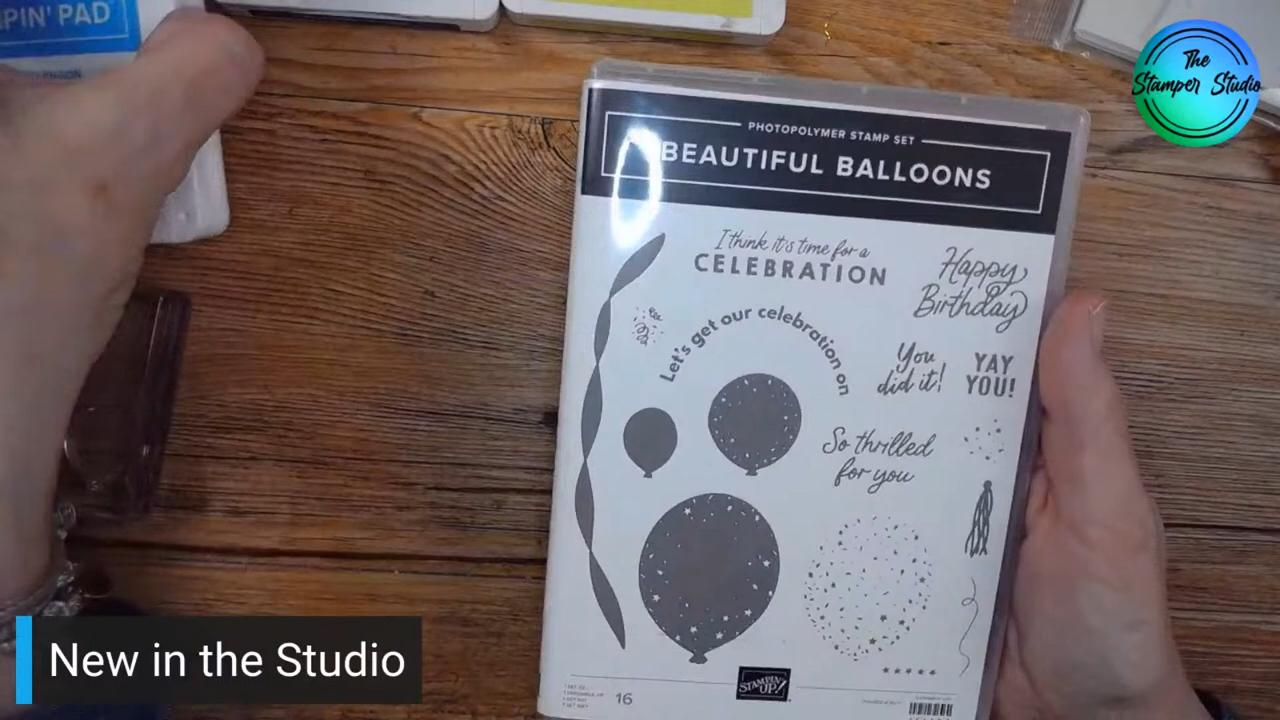 PIN' PAD
The
Stamper Studio
PHOTOPOLYMER STAMP SET
BEAUTIFUL BALLOONS
I think it's time for a
CELEBRATION
Happy
Birthday
Let's get our celebration on
You
did it!
YAY
YOU!
So thrilled
for you
STAMPIN'
UP!
16
New in the Studio